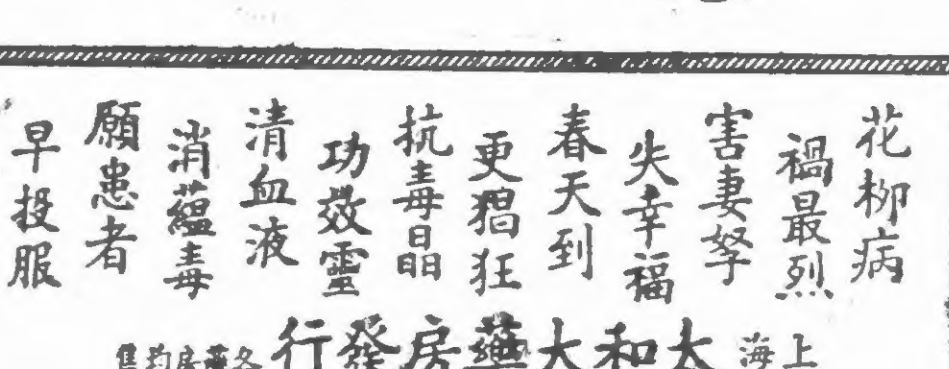 花柳病
禍最烈
害妻孥
失幸福
春天到
更猖狂
抗毒晶
功效靈
清血液
消蘊毒
願患者
早投服
上海太和大藥房發行各藥房均售